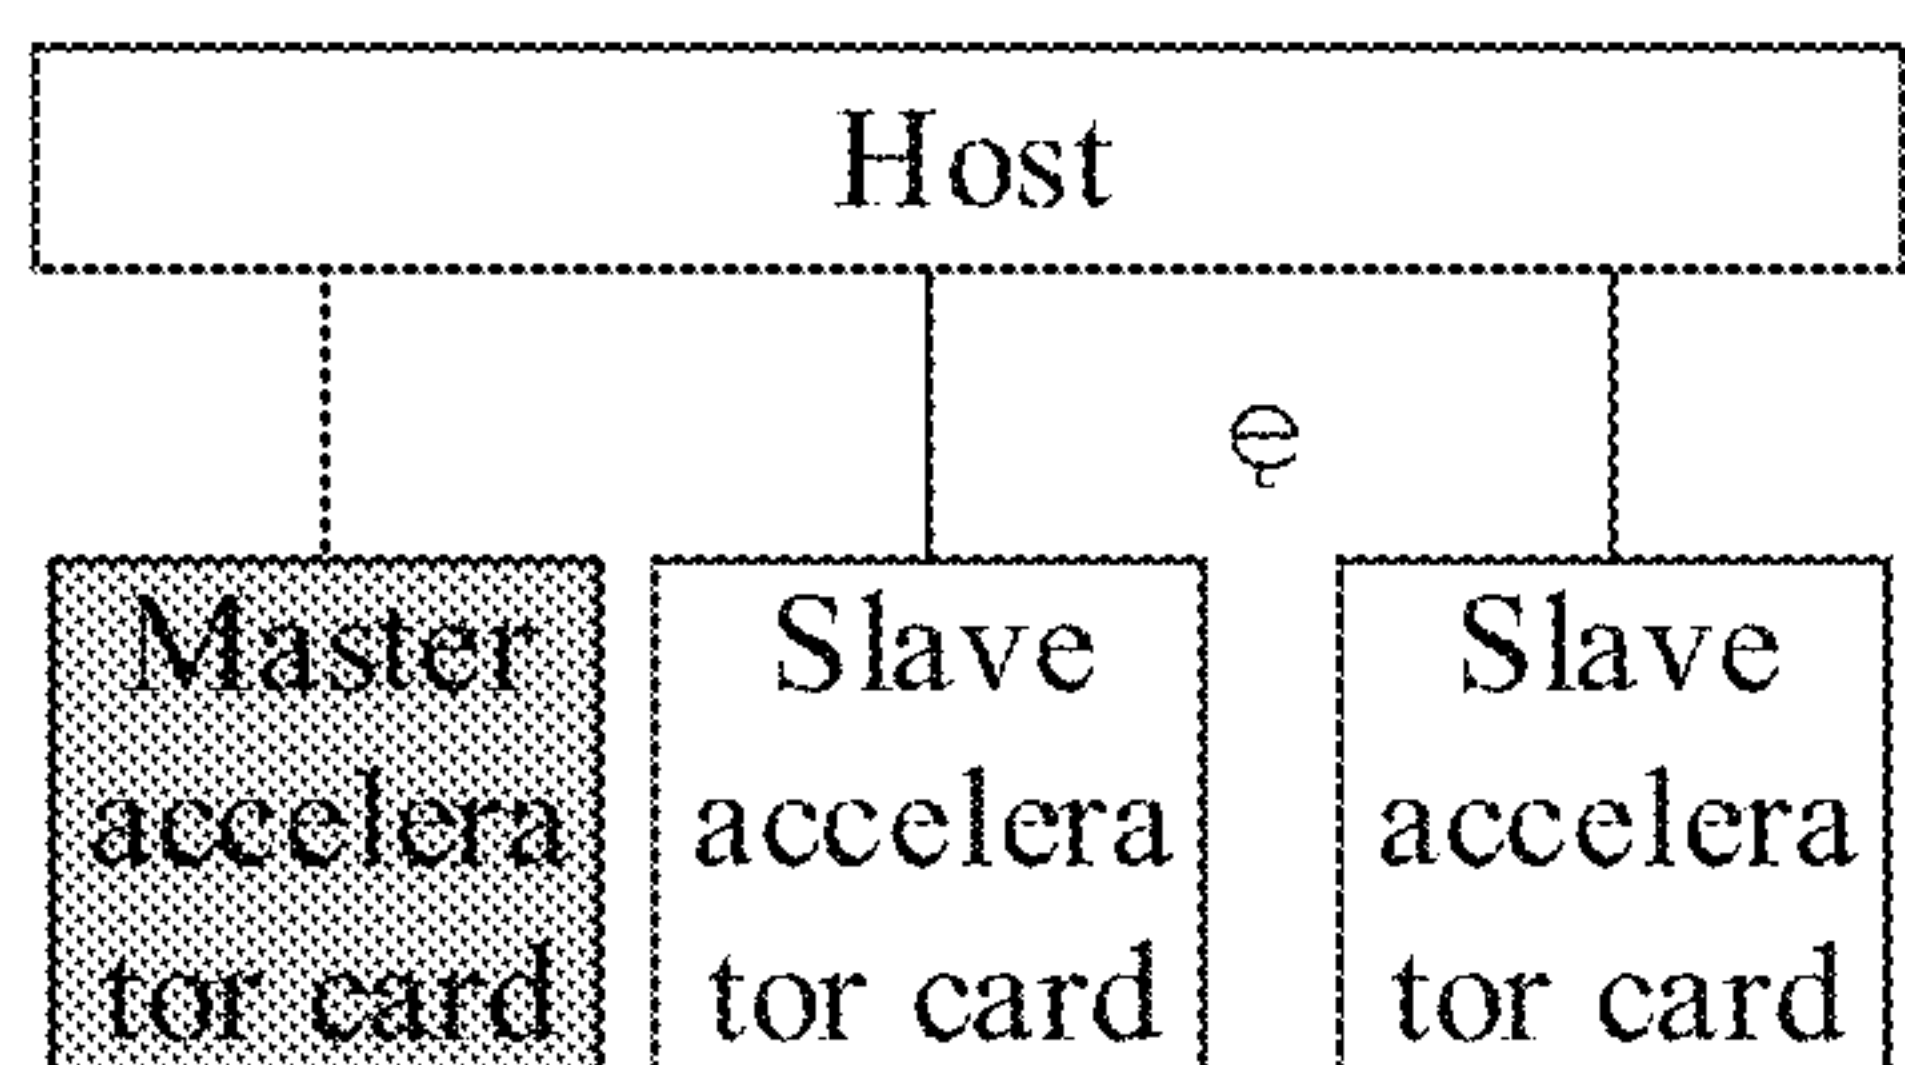 Host
e
Master
accelera
tor card
Slave
accelera
tor card
Slave
accelera
tor card